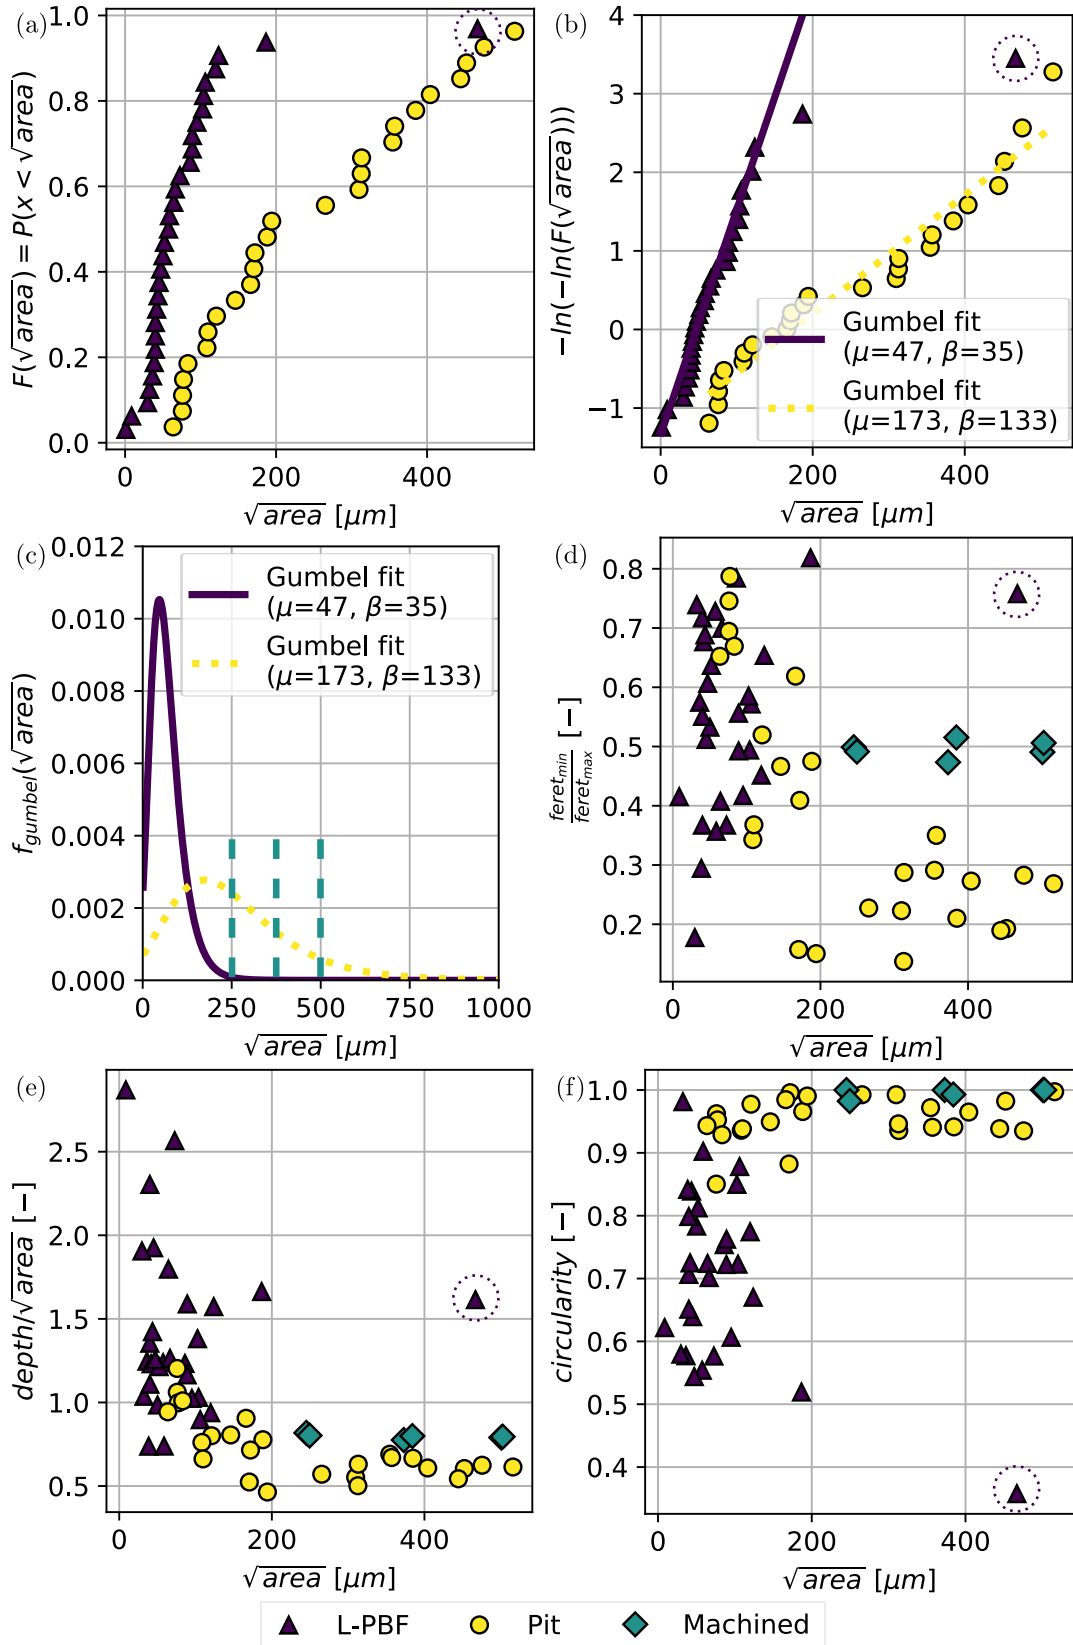 (a)
1.0
0.8
0.6
0.4
0.2
0.0
0 200 400
F(√area) = P(x < √area)
√area [μm]
(b)
4
3
2
1
0
−1
0 200 400
−ln(−ln(F(√area)))
√area [μm]
Gumbel fit
(μ=47, β=35)
Gumbel fit
(μ=173, β=133)
(c)
0.012
0.010
0.008
0.006
0.004
0.002
0.000
0 250 500 750 1000
f_gumbel(√area)
√area [μm]
Gumbel fit
(μ=47, β=35)
Gumbel fit
(μ=173, β=133)
(d)
0.8
0.7
0.6
0.5
0.4
0.3
0.2
0 200 400
feret_min
feret_max [−]
√area [μm]
(e)
2.5
2.0
1.5
1.0
0.5
0 200 400
depth/√area [−]
√area [μm]
(f)
1.0
0.9
0.8
0.7
0.6
0.5
0.4
0 200 400
circularity [−]
√area [μm]
L-PBF Pit Machined